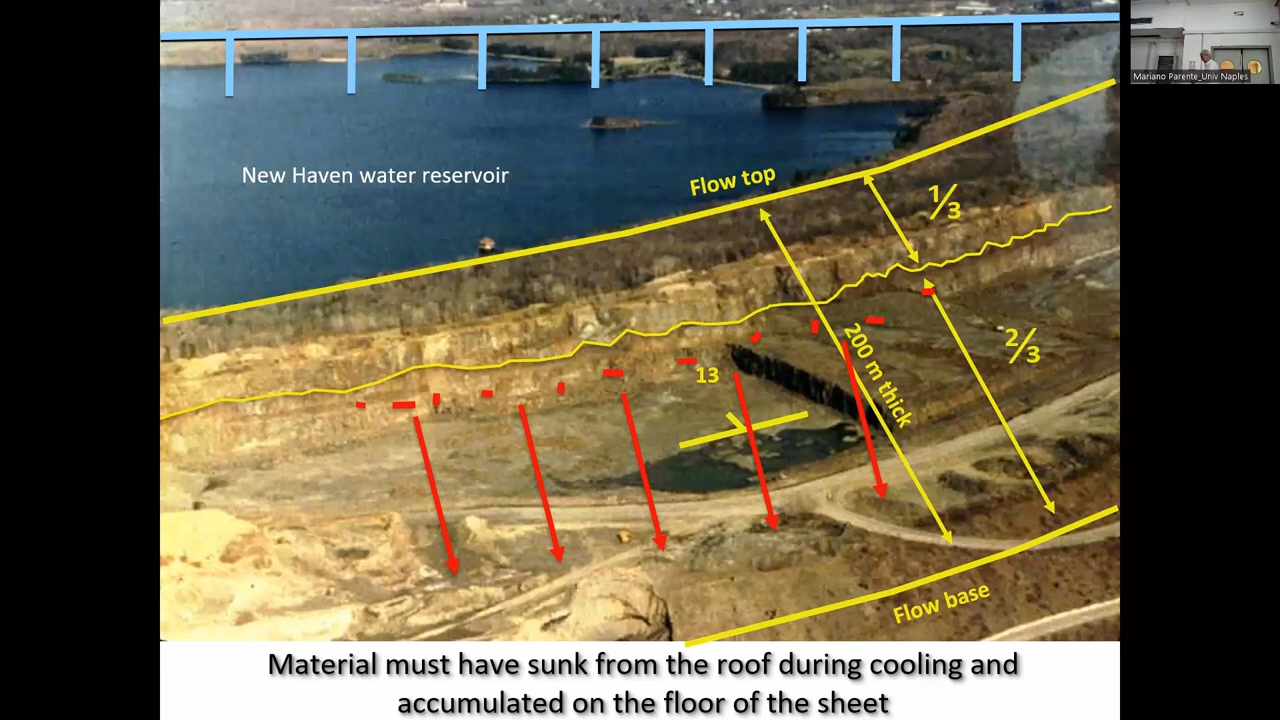 Mariano Parente_Univ Naples
New Haven water reservoir
Flow top
1/3
2/3
200 m thick
13
Flow base
Material must have sunk from the roof during cooling and
accumulated on the floor of the sheet